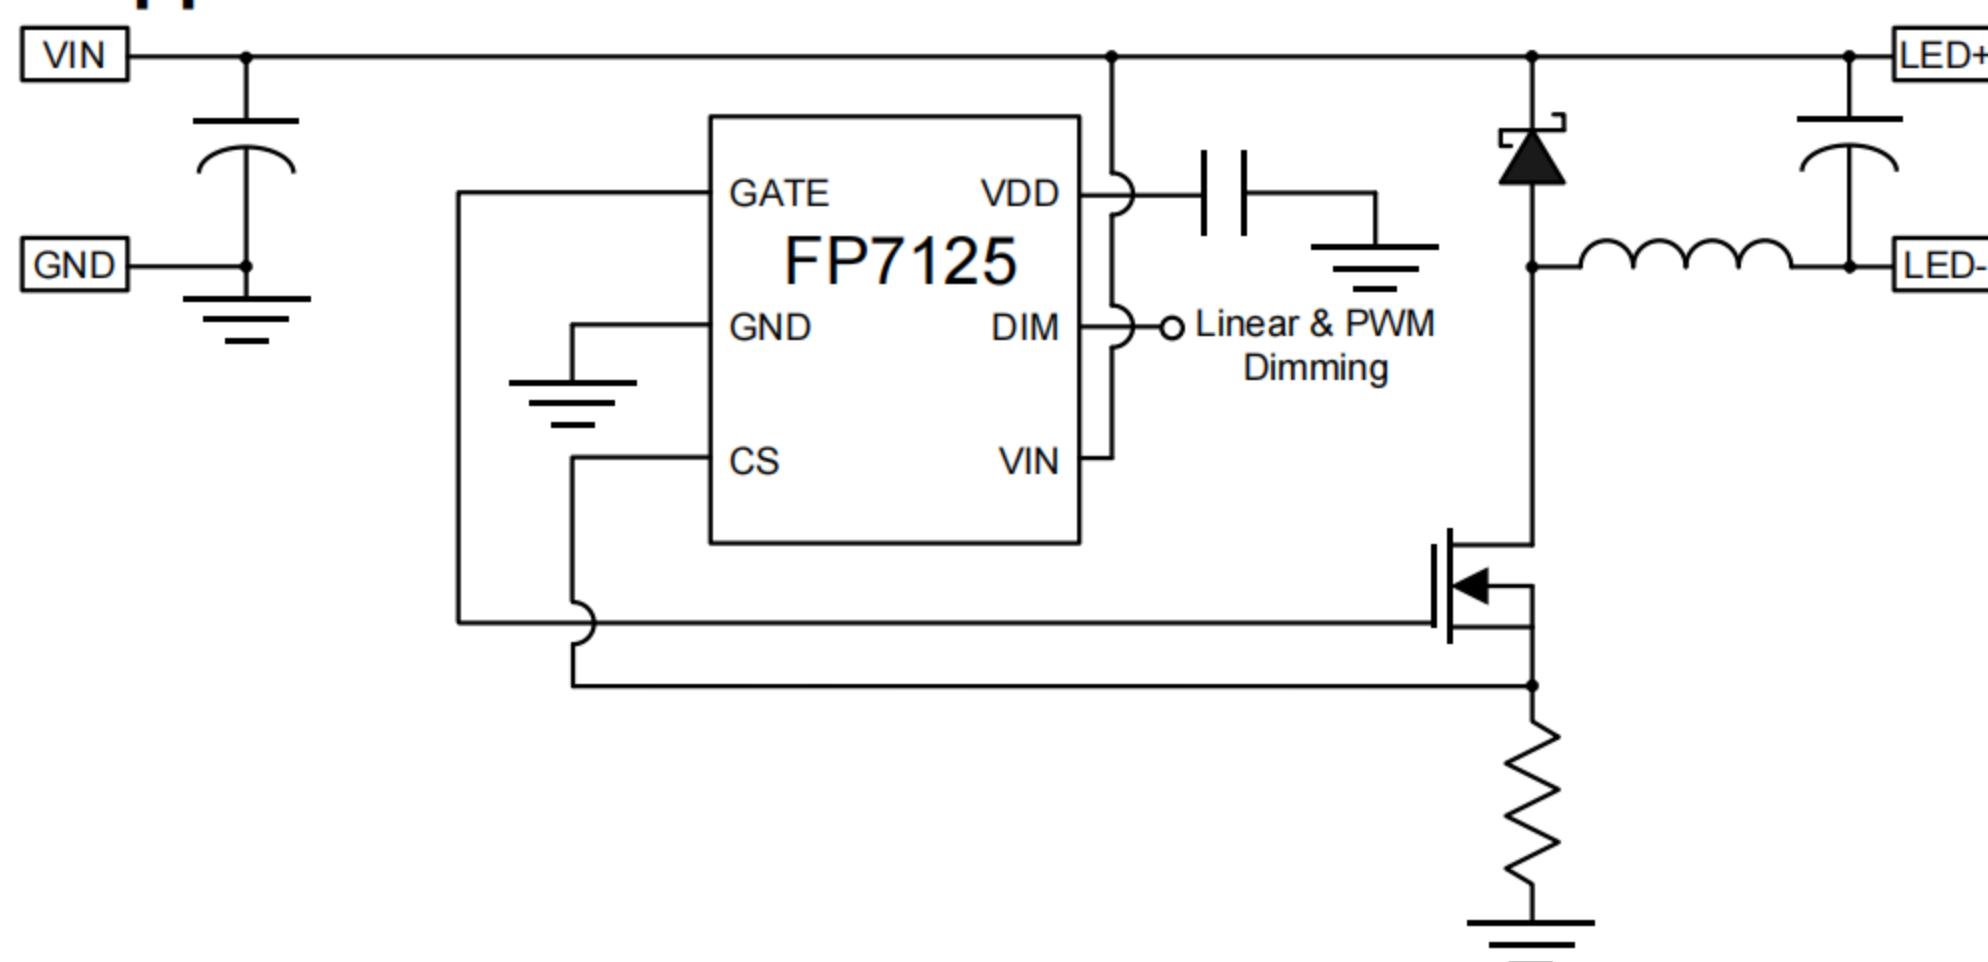 VIN
LED+
GATE
VDD
FP7125
GND
LED-
GND
DIM
Linear & PWM
Dimming
CS
VIN